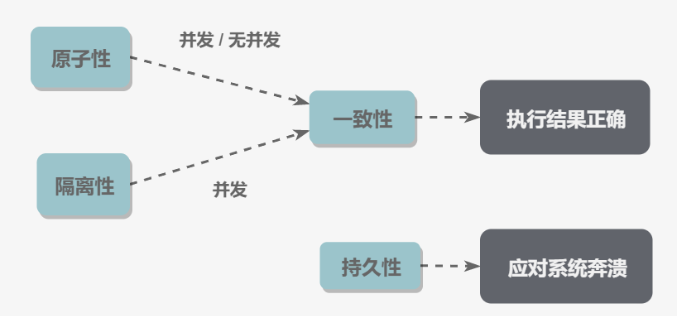 并发 / 无并发
原子性
一致性
执行结果正确
隔离性
并发
持久性
应对系统奔溃